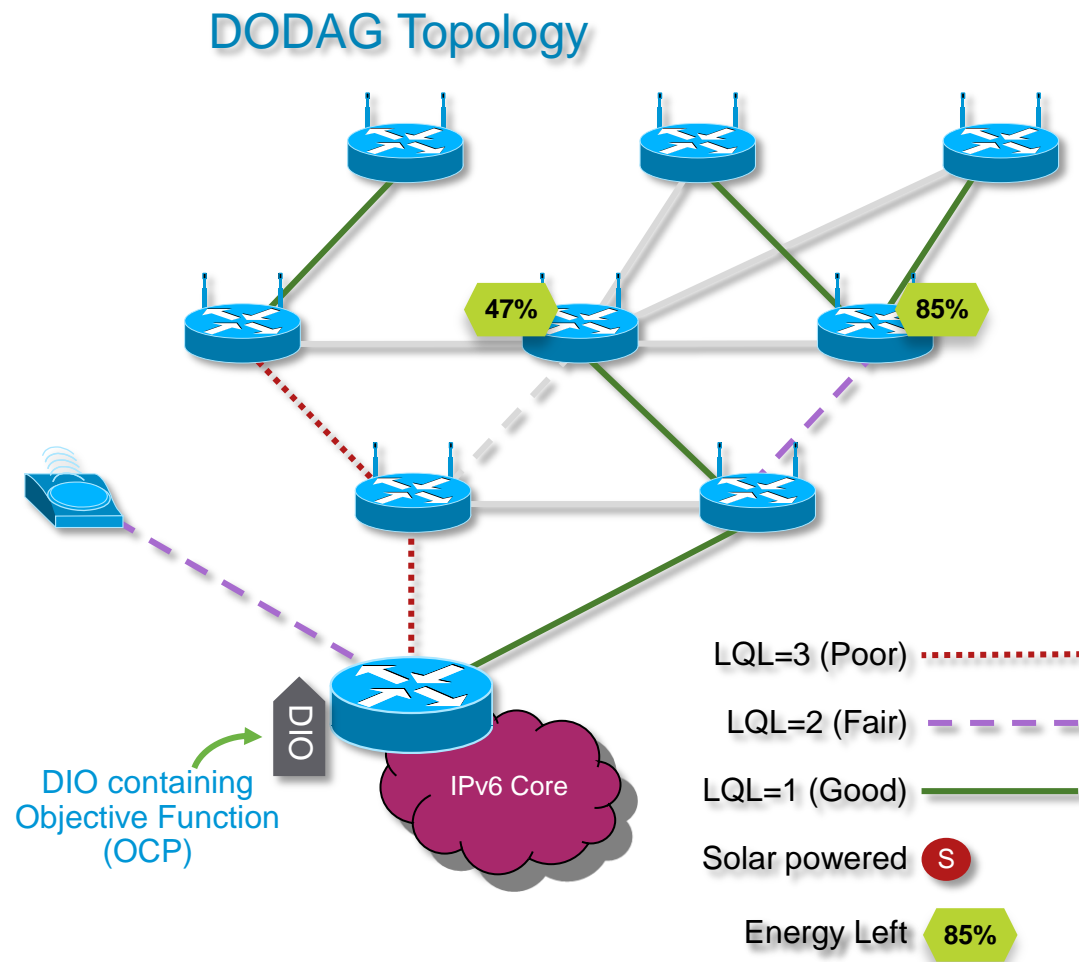 DODAG Topology
47%
85%
DIO
DIO containing
Objective Function
(OCP)
IPv6 Core
LQL=3 (Poor)
LQL=2 (Fair)
LQL=1 (Good)
Solar powered S
Energy Left 85%